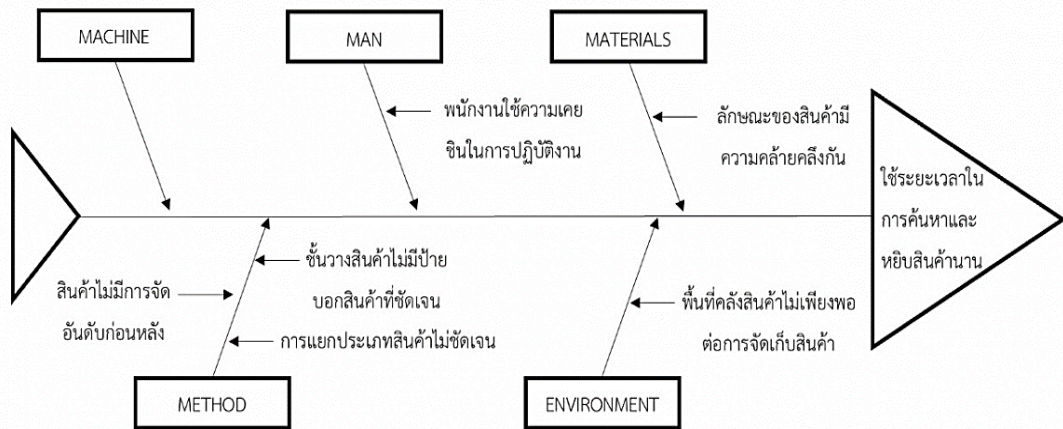 MACHINE
MAN
MATERIALS
พนักงานใช้ความเคย
ชินในการปฏิบัติงาน
ลักษณะของสินค้ามี
ความคล้ายคลึงกัน
ใช้ระยะเวลาใน
การค้นหาและ
หยิบสินค้านาน
สินค้าไม่มีการจัด
อันดับก่อนหลัง
ชั้นวางสินค้าไม่มีป้าย
บอกสินค้าที่ชัดเจน
การแยกประเภทสินค้าไม่ชัดเจน
พื้นที่คลังสินค้าไม่เพียงพอ
ต่อการจัดเก็บสินค้า
METHOD
ENVIRONMENT